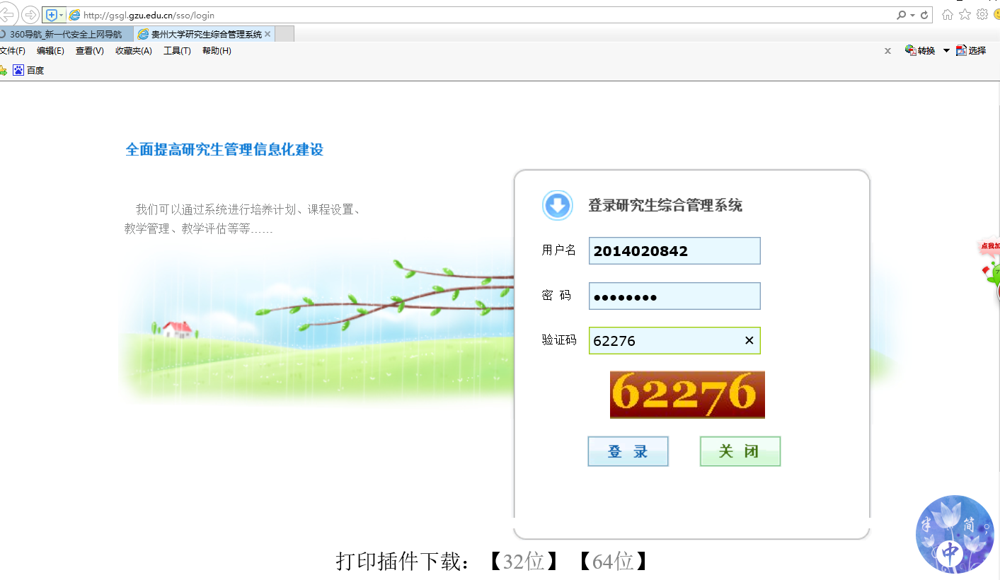 http://gsgl.gzu.edu.cn/sso/login
360导航_新一代安全上网导航
贵州大学研究生综合管理系统
文件(F) 编辑(E) 查看(V) 收藏夹(A) 工具(T) 帮助(H)
转换 选择
百度
全面提高研究生管理信息化建设
我们可以通过系统进行培养计划、课程设置、
教学管理、教学评估等等……
登录研究生综合管理系统
用户名 2014020842
密 码 ●●●●●●●●
验证码 62276
62276
登 录 关 闭
打印插件下载：【32位】 【64位】
点我加
半 简
中